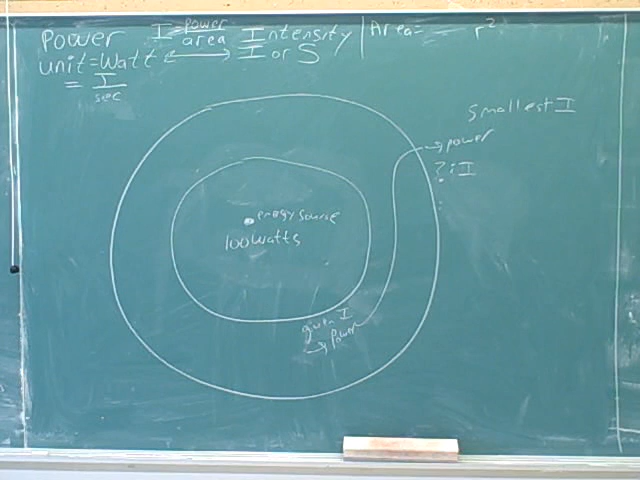 Power I = power / area Intensity | Area = r²
unit = Watt ⟷ I or S
= J / sec
smallest I
→ power
? i I
energy source
100 Watts
given I
→ Power